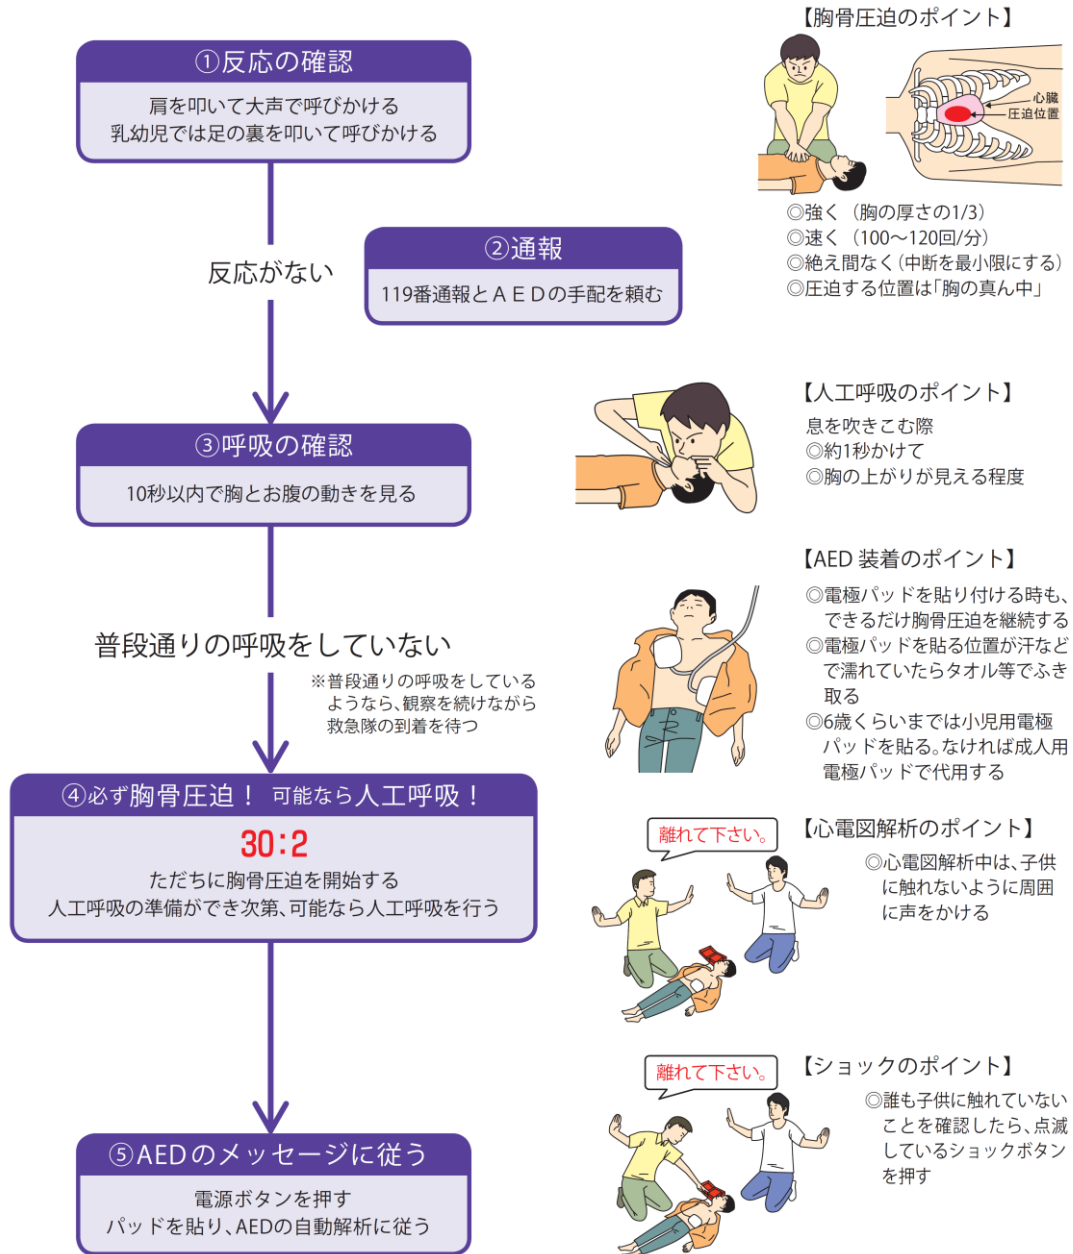 ①反応の確認
肩を叩いて大声で呼びかける
乳幼児では足の裏を叩いて呼びかける
反応がない
②通報
119番通報とＡＥＤの手配を頼む
③呼吸の確認
10秒以内で胸とお腹の動きを見る
普段通りの呼吸をしていない
※普段通りの呼吸をしている
ようなら、観察を続けながら
救急隊の到着を待つ
④必ず胸骨圧迫！ 可能なら人工呼吸！
30：2
ただちに胸骨圧迫を開始する
人工呼吸の準備ができ次第、可能なら人工呼吸を行う
⑤AEDのメッセージに従う
電源ボタンを押す
パッドを貼り、AEDの自動解析に従う
【胸骨圧迫のポイント】
心臓
圧迫位置
◎強く（胸の厚さの1/3）
◎速く（100～120回/分）
◎絶え間なく（中断を最小限にする）
◎圧迫する位置は「胸の真ん中」
【人工呼吸のポイント】
息を吹きこむ際
◎約1秒かけて
◎胸の上がりが見える程度
【AED 装着のポイント】
◎電極パッドを貼り付ける時も、
できるだけ胸骨圧迫を継続する
◎電極パッドを貼る位置が汗など
で濡れていたらタオル等でふき
取る
◎6歳くらいまでは小児用電極
パッドを貼る。なければ成人用
電極パッドで代用する
【心電図解析のポイント】
離れて下さい。
◎心電図解析中は、子供
に触れないように周囲
に声をかける
【ショックのポイント】
離れて下さい。
◎誰も子供に触れていない
ことを確認したら、点滅
しているショックボタン
を押す